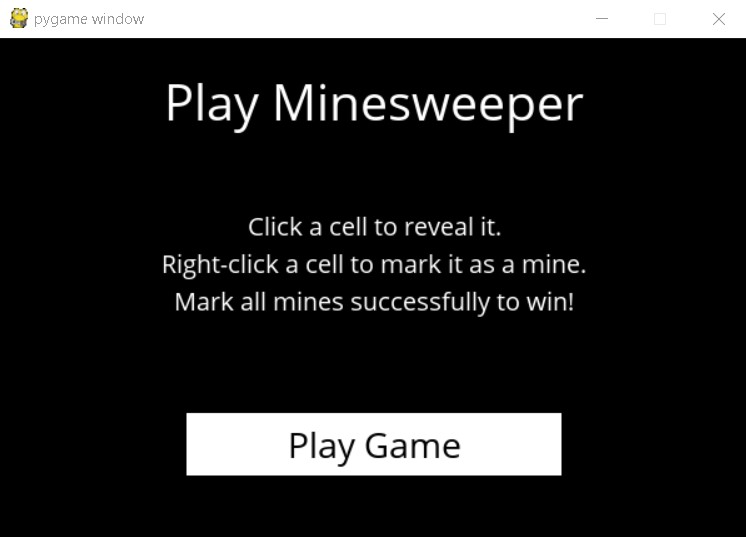 pygame window
Play Minesweeper
Click a cell to reveal it.
Right-click a cell to mark it as a mine.
Mark all mines successfully to win!
Play Game